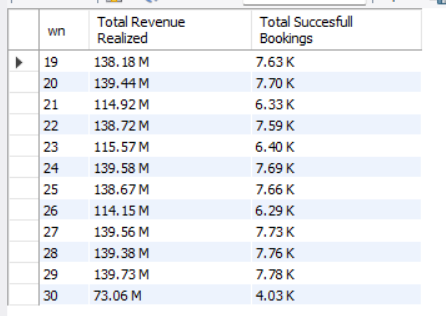 wn Total Revenue Realized Total Succesfull Bookings
19 138.18 M 7.63 K
20 139.44 M 7.70 K
21 114.92 M 6.33 K
22 138.72 M 7.59 K
23 115.57 M 6.40 K
24 139.58 M 7.69 K
25 138.67 M 7.66 K
26 114.15 M 6.29 K
27 139.56 M 7.73 K
28 139.38 M 7.76 K
29 139.73 M 7.78 K
30 73.06 M 4.03 K